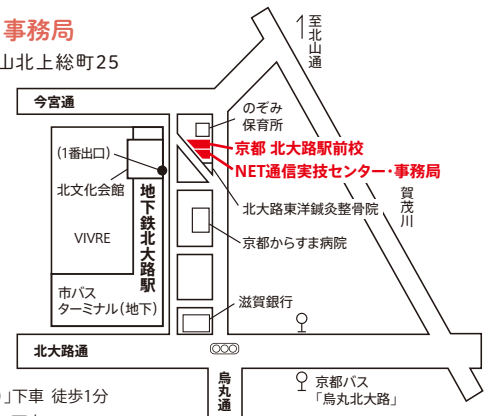 事務局
山北上総町25
至北山通
今宮通
のぞみ
保育所
(1番出口)
京都 北大路駅前校
NET通信実技センター・事務局
北文化会館
地下鉄北大路駅
北大路東洋鍼灸整骨院
賀茂川
VIVRE
京都からすま病院
市バス
ターミナル(地下)
滋賀銀行
北大路通
烏丸通
京都バス
「烏丸北大路」
」下車 徒歩1分